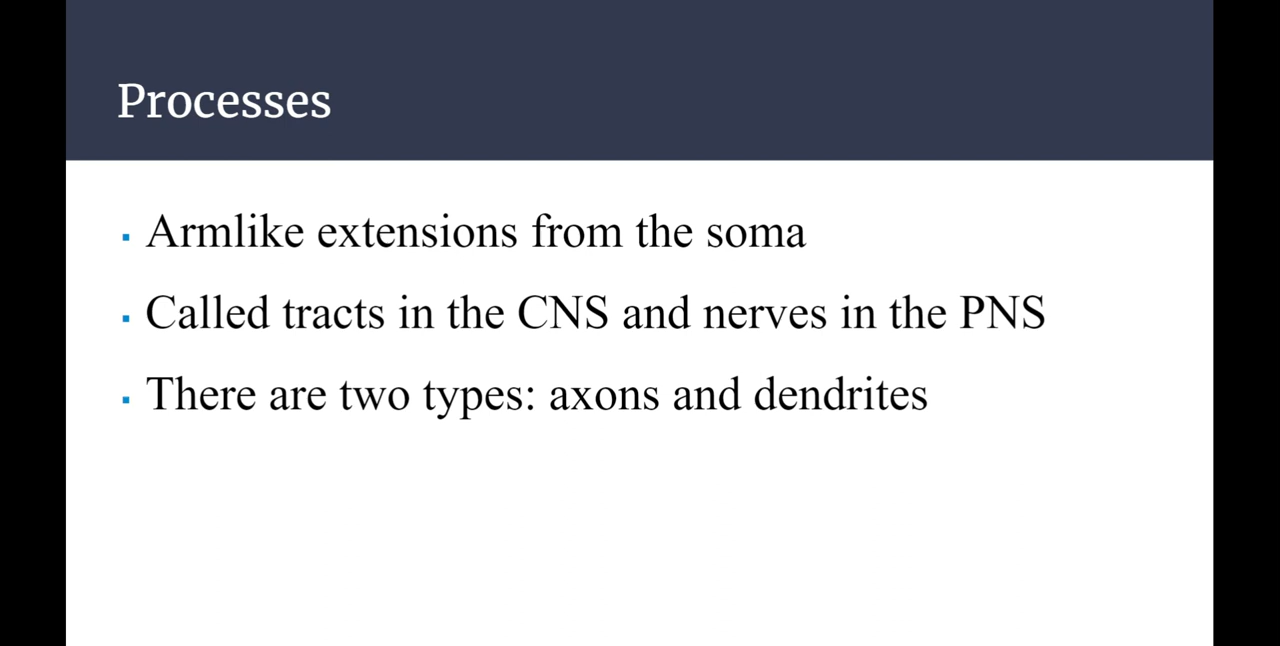 Processes
▪ Armlike extensions from the soma
▪ Called tracts in the CNS and nerves in the PNS
▪ There are two types: axons and dendrites